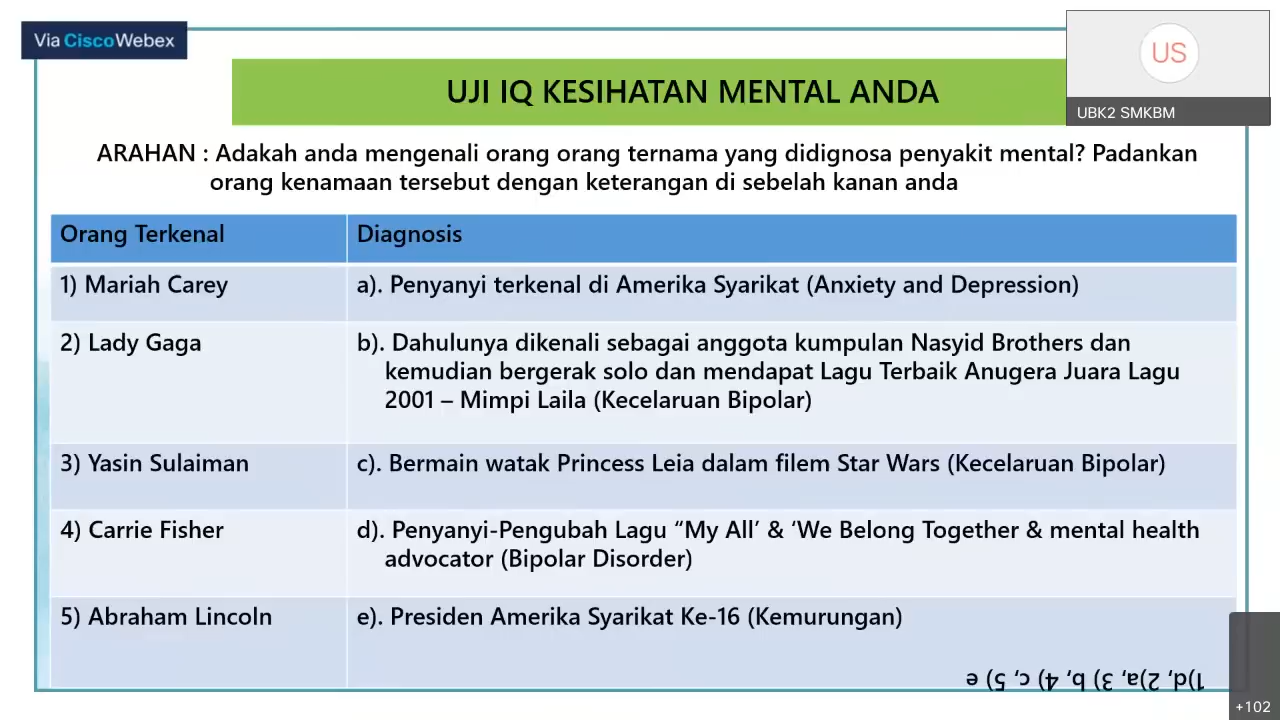 Via Cisco Webex
US
UBK2 SMKBM
UJI IQ KESIHATAN MENTAL ANDA
ARAHAN : Adakah anda mengenali orang orang ternama yang didignosa penyakit mental? Padankan
orang kenamaan tersebut dengan keterangan di sebelah kanan anda
Orang Terkenal
Diagnosis
1) Mariah Carey
a). Penyanyi terkenal di Amerika Syarikat (Anxiety and Depression)
2) Lady Gaga
b). Dahulunya dikenali sebagai anggota kumpulan Nasyid Brothers dan
kemudian bergerak solo dan mendapat Lagu Terbaik Anugera Juara Lagu
2001 – Mimpi Laila (Kecelaruan Bipolar)
3) Yasin Sulaiman
c). Bermain watak Princess Leia dalam filem Star Wars (Kecelaruan Bipolar)
4) Carrie Fisher
d). Penyanyi-Pengubah Lagu “My All’ & ‘We Belong Together & mental health
advocator (Bipolar Disorder)
5) Abraham Lincoln
e). Presiden Amerika Syarikat Ke-16 (Kemurungan)
1)d, 2)a, 3) b, 4) c, 5) e
+102